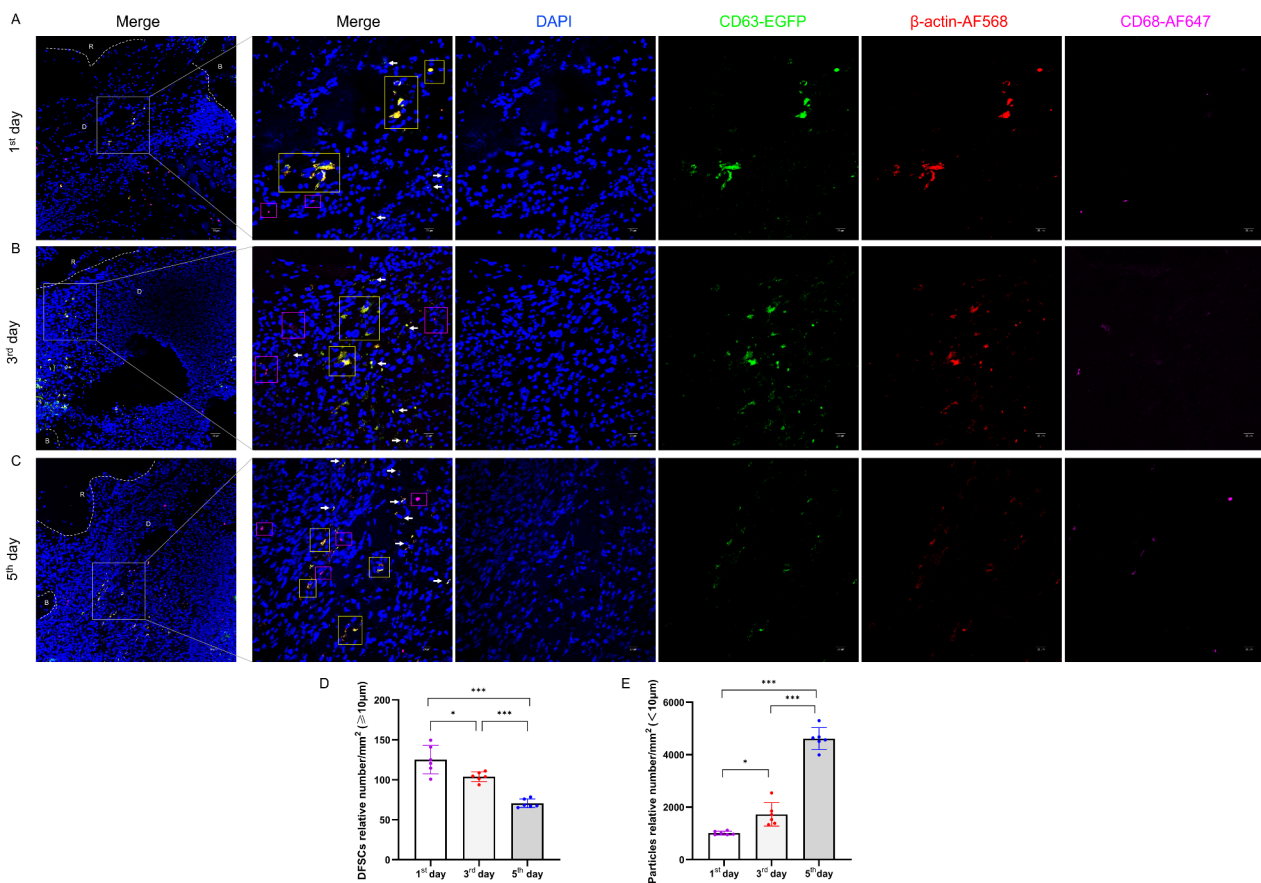 A Merge Merge DAPI CD63-EGFP β-actin-AF568 CD68-AF647
1st day
R
B
D
B
3rd day
R
D
B
C
5th day
R
D
B
D
DFSCs relative number/mm² (≥10μm)
150
100
50
0
***
*
***
1st day 3rd day 5th day
E
Particles relative number/mm² (<10μm)
6000
4000
2000
0
***
***
*
1st day 3rd day 5th day